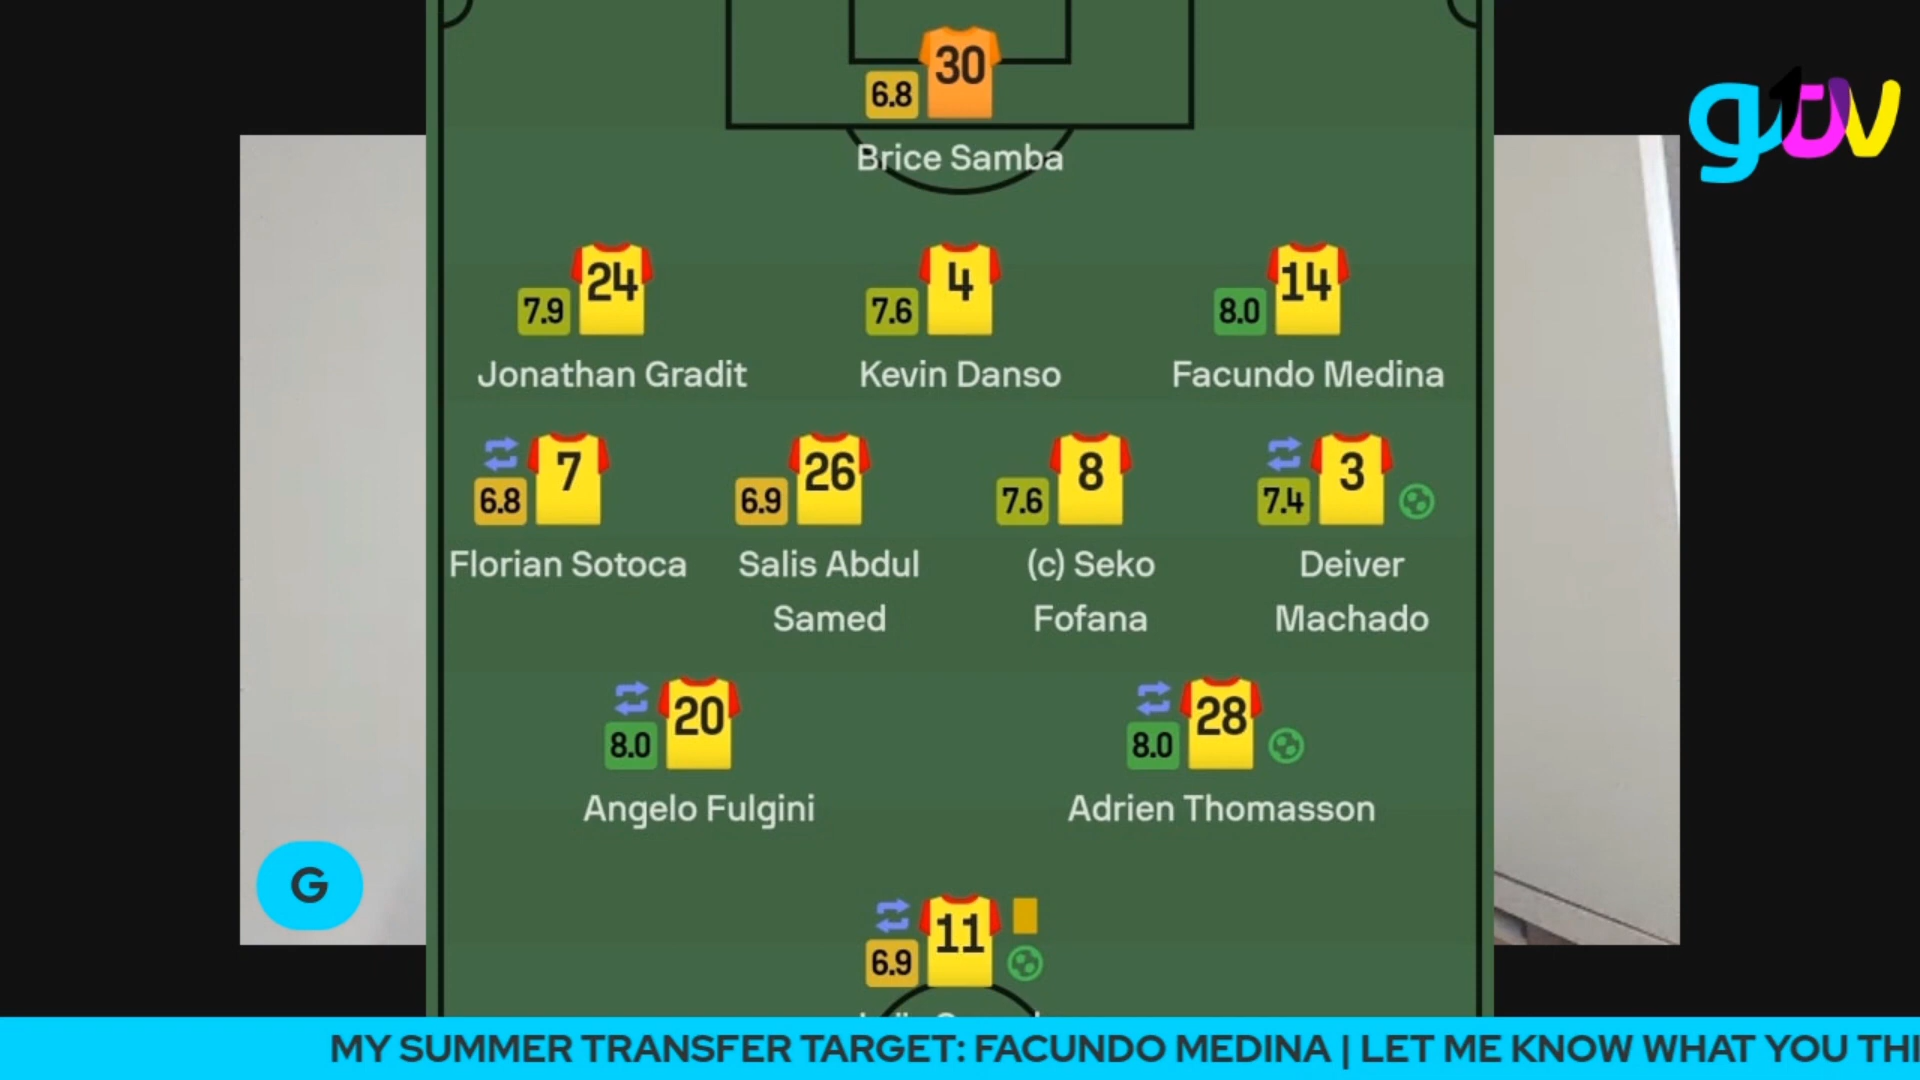 30
6.8
Brice Samba
24
7.9
Jonathan Gradit
4
7.6
Kevin Danso
14
8.0
Facundo Medina
7
6.8
Florian Sotoca
26
6.9
Salis Abdul
Samed
8
7.6
(c) Seko
Fofana
3
7.4
Deiver
Machado
20
8.0
Angelo Fulgini
28
8.0
Adrien Thomasson
11
6.9
gtv
G
MY SUMMER TRANSFER TARGET: FACUNDO MEDINA | LET ME KNOW WHAT YOU THI